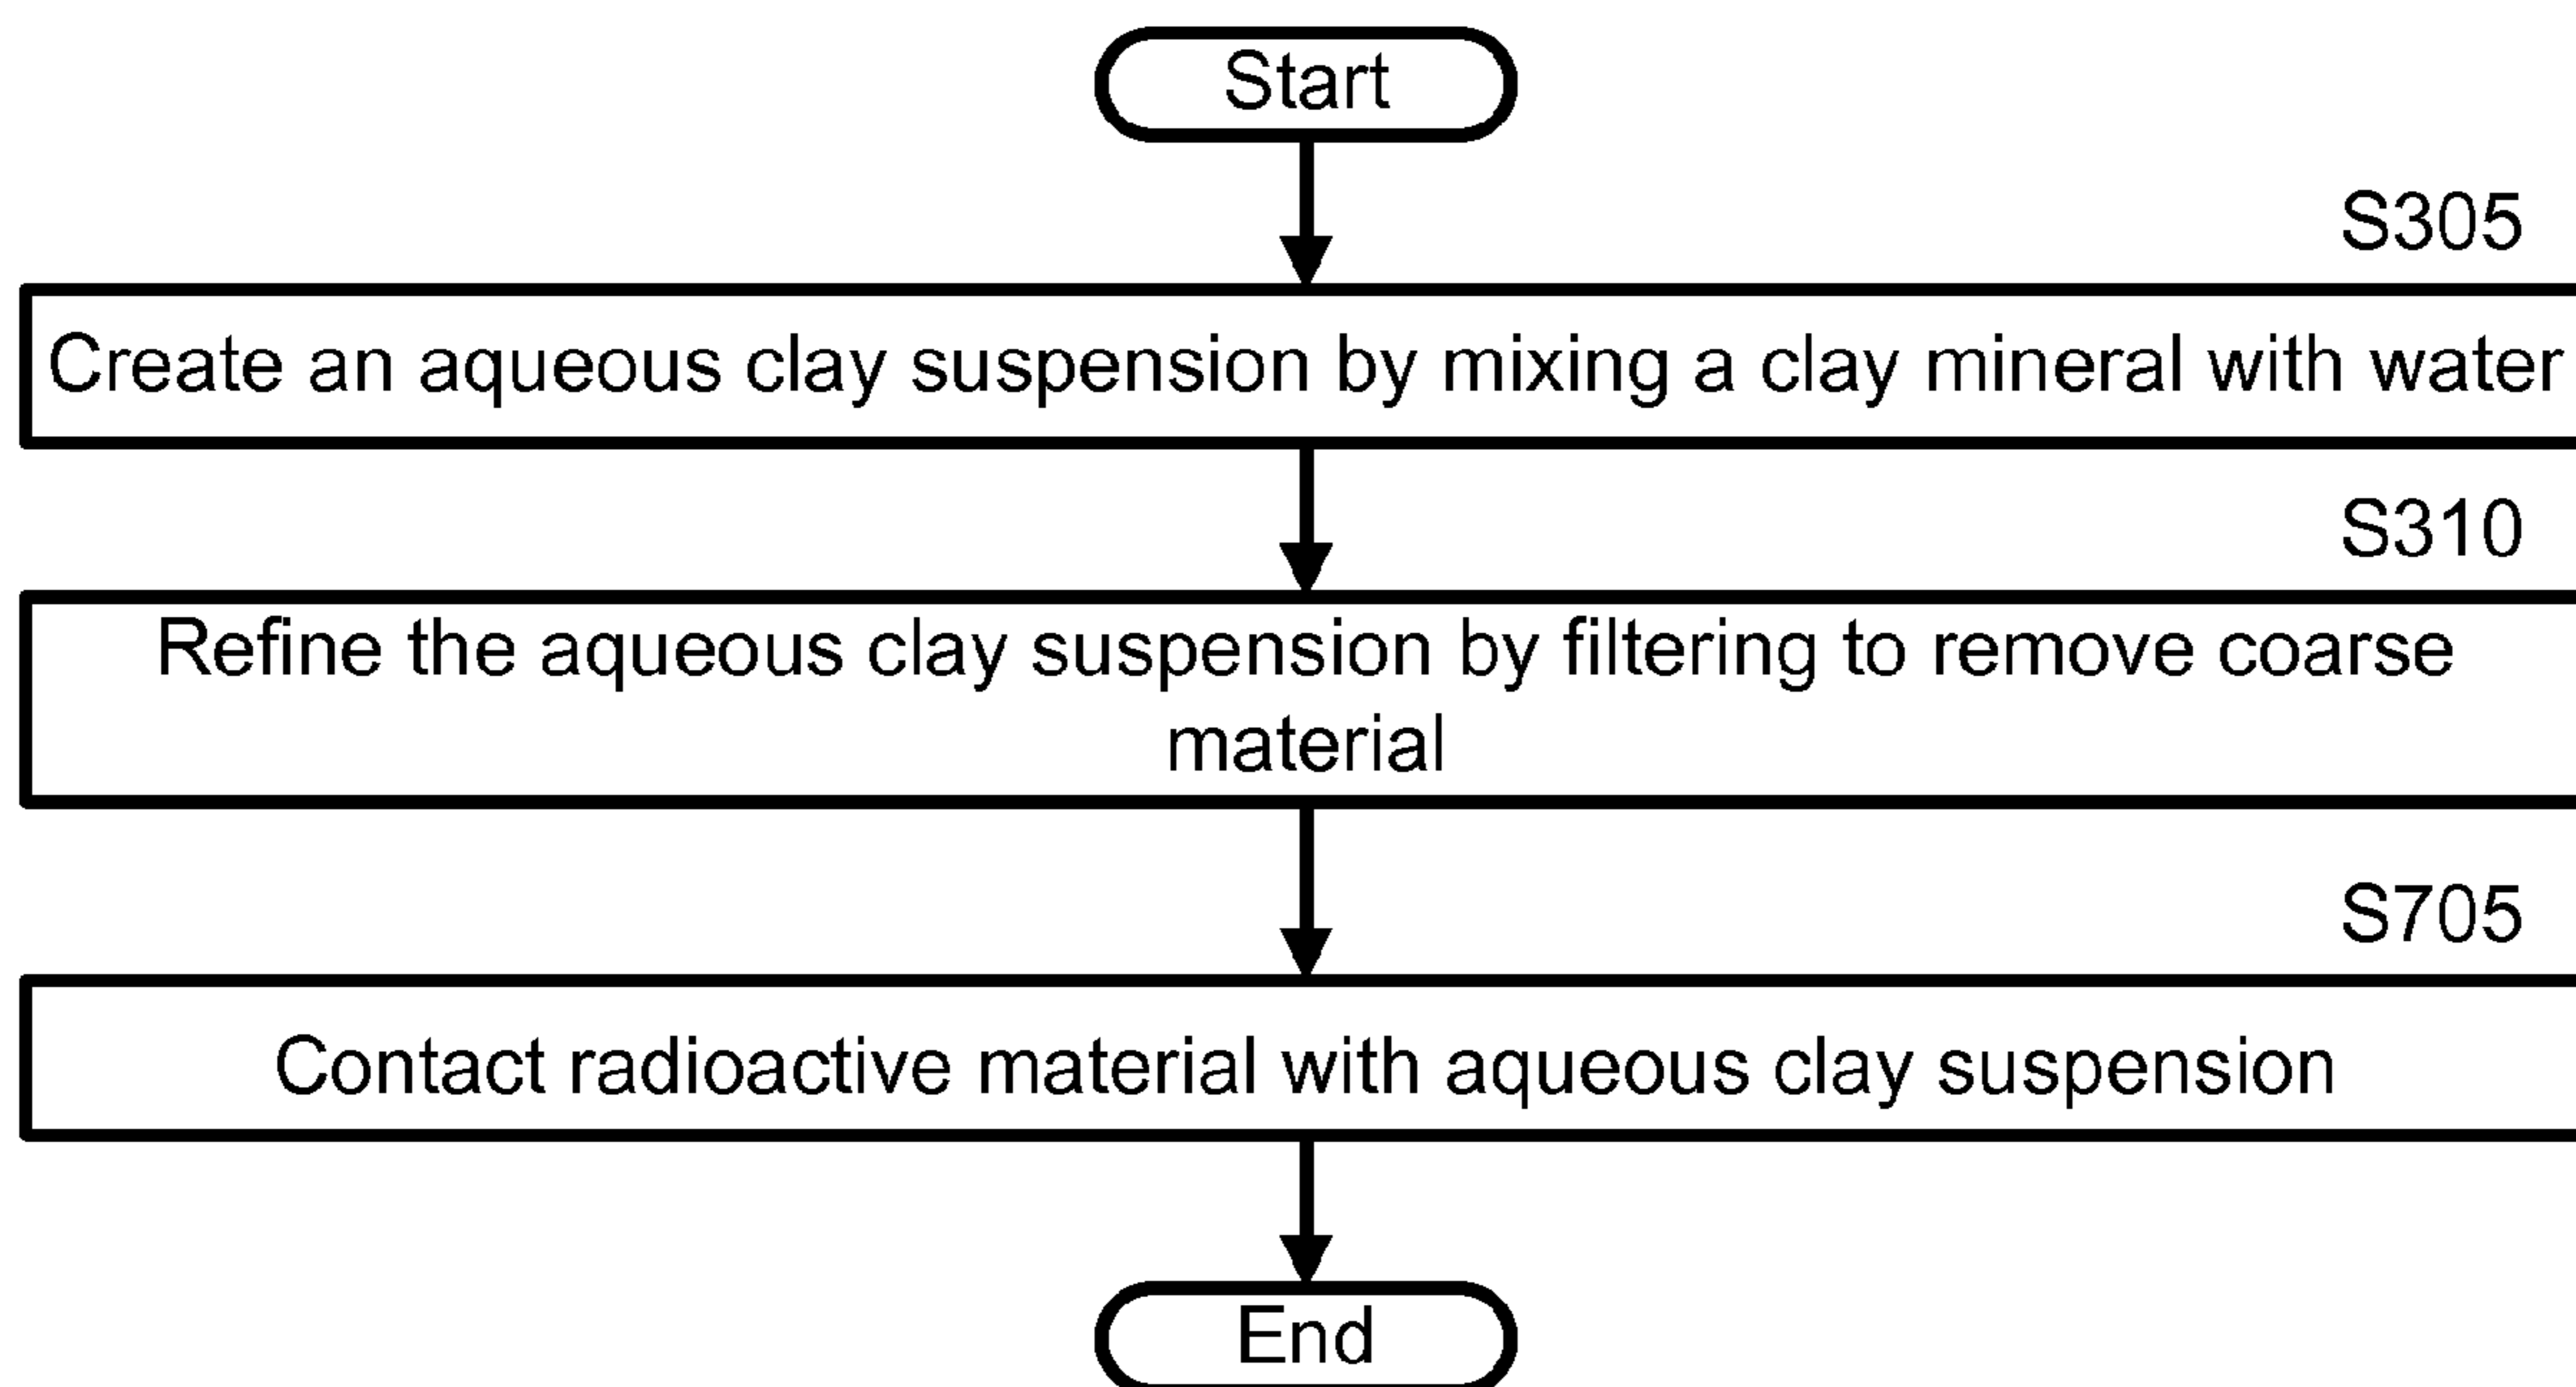 Start
S305
Create an aqueous clay suspension by mixing a clay mineral with water
S310
Refine the aqueous clay suspension by filtering to remove coarse
material
S705
Contact radioactive material with aqueous clay suspension
End